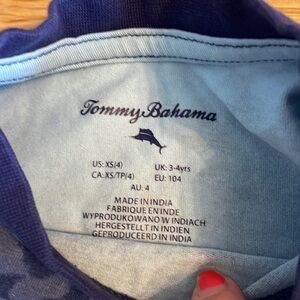 Tommy Bahama
US: XS(4) UK: 3-4yrs
CA:XS/TP(4) EU: 104
AU: 4
MADE IN INDIA
FABRIQUE EN INDE
WYPRODUKOWANO W INDIACH
HERGESTELLT IN INDIEN
GEPRODUCEERD IN INDIA